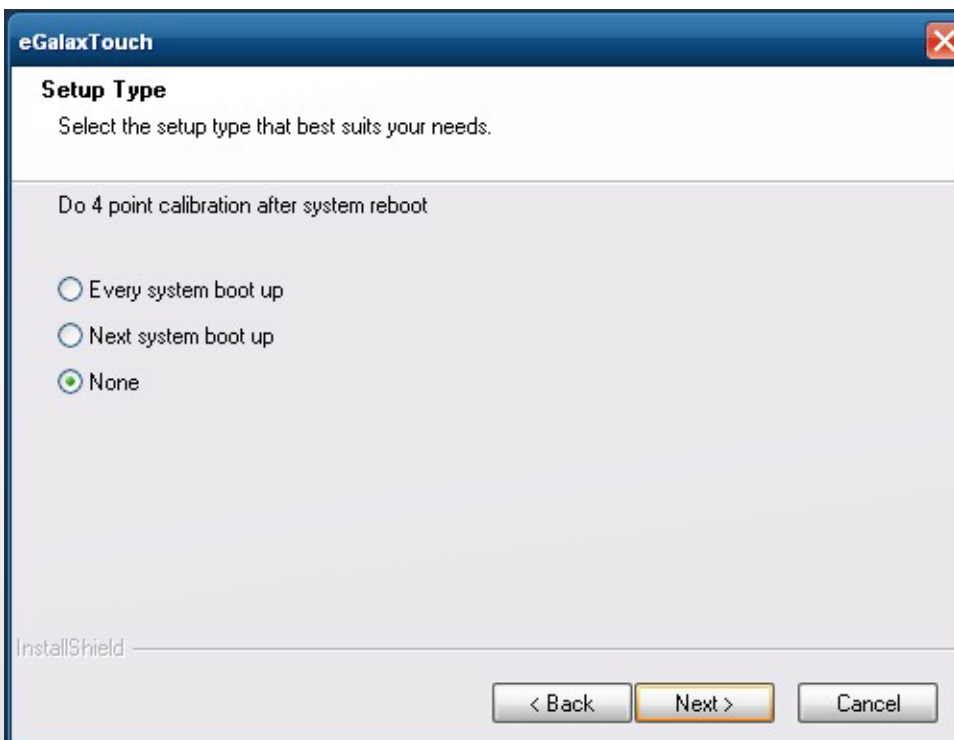 eGalaxTouch
Setup Type
Select the setup type that best suits your needs.
Do 4 point calibration after system reboot
Every system boot up
Next system boot up
None
InstallShield
< Back Next > Cancel